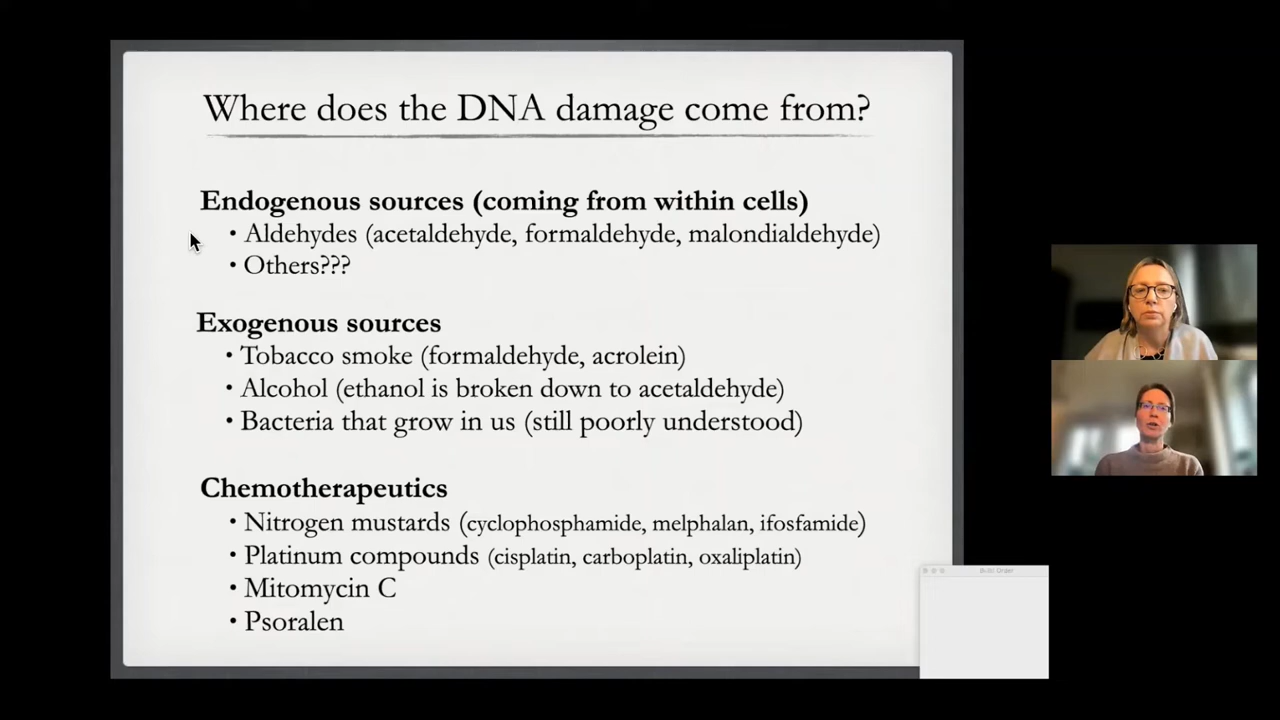 Where does the DNA damage come from?
Endogenous sources (coming from within cells)
• Aldehydes (acetaldehyde, formaldehyde, malondialdehyde)
• Others???
Exogenous sources
• Tobacco smoke (formaldehyde, acrolein)
• Alcohol (ethanol is broken down to acetaldehyde)
• Bacteria that grow in us (still poorly understood)
Chemotherapeutics
• Nitrogen mustards (cyclophosphamide, melphalan, ifosfamide)
• Platinum compounds (cisplatin, carboplatin, oxaliplatin)
• Mitomycin C
• Psoralen